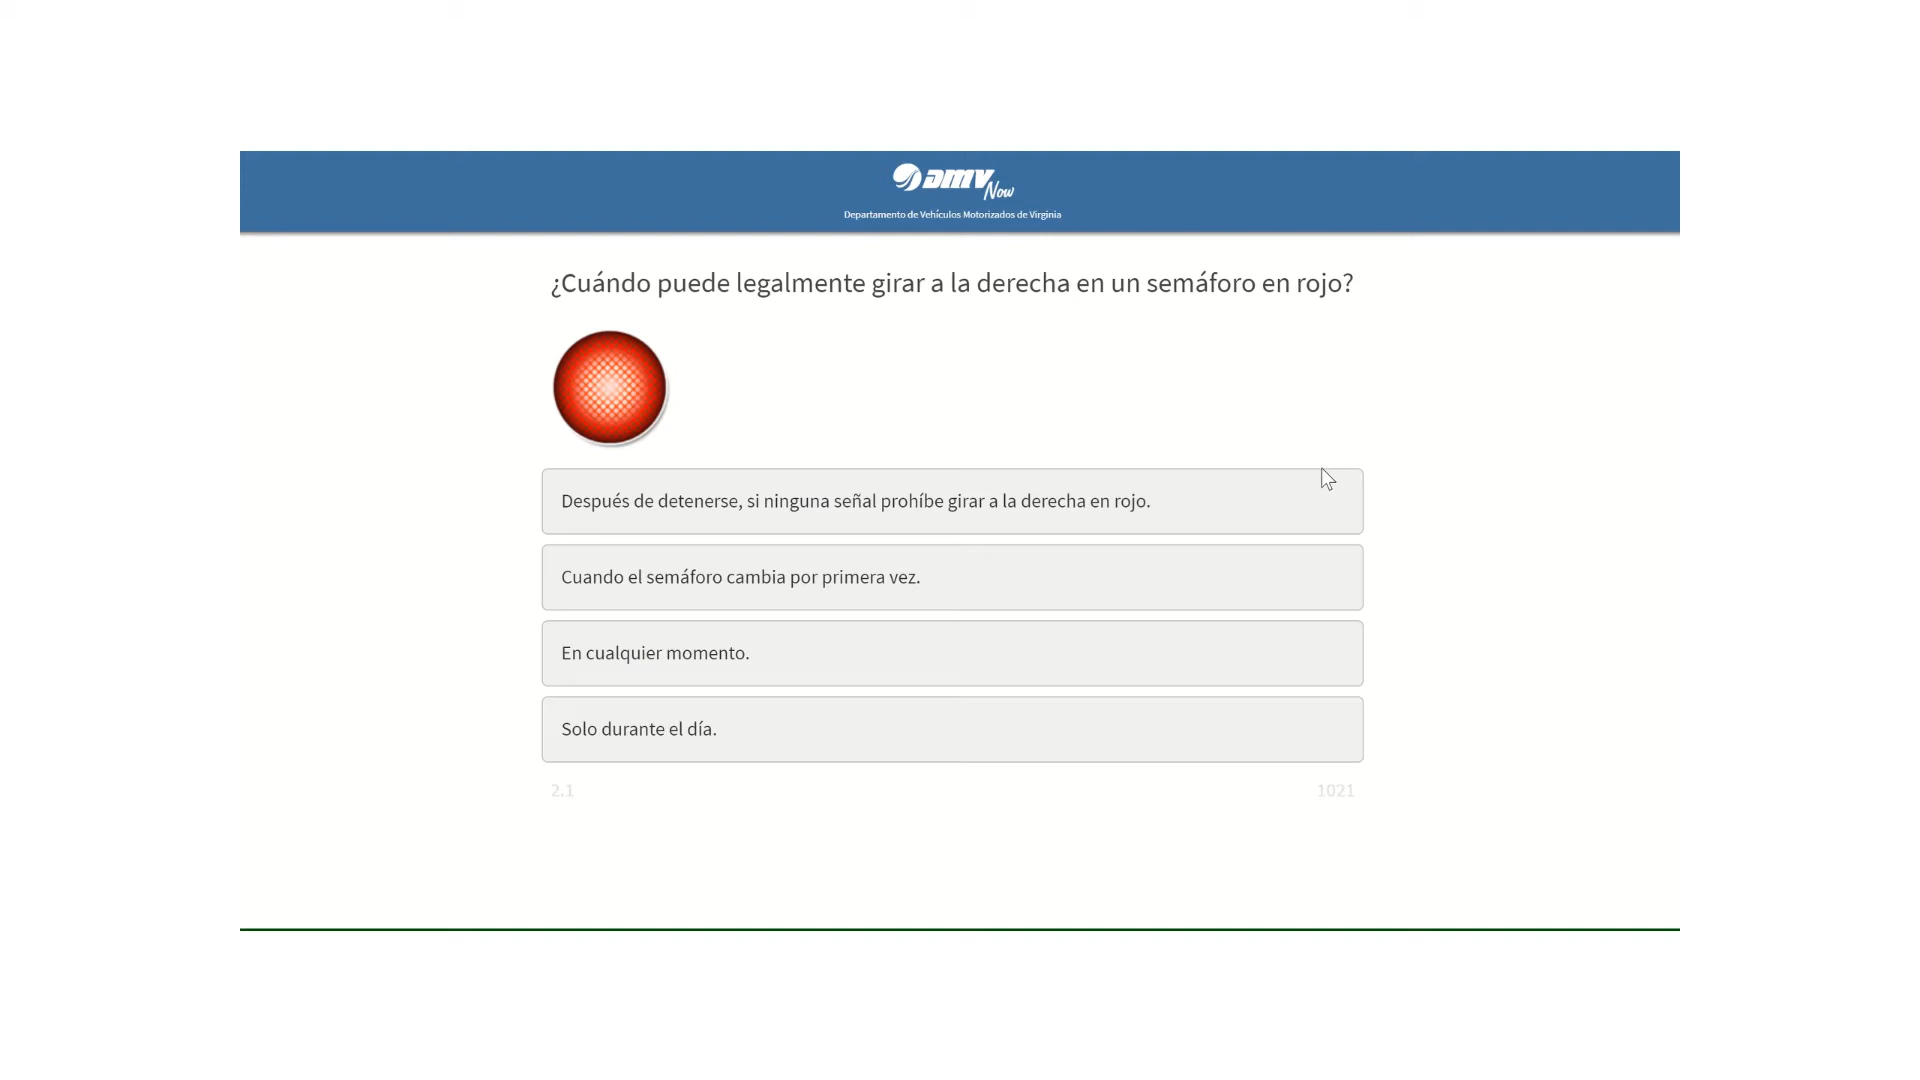 DMV Now
Departamento de Vehículos Motorizados de Virginia
¿Cuándo puede legalmente girar a la derecha en un semáforo en rojo?
Después de detenerse, si ninguna señal prohíbe girar a la derecha en rojo.
Cuando el semáforo cambia por primera vez.
En cualquier momento.
Solo durante el día.
2.1 1021